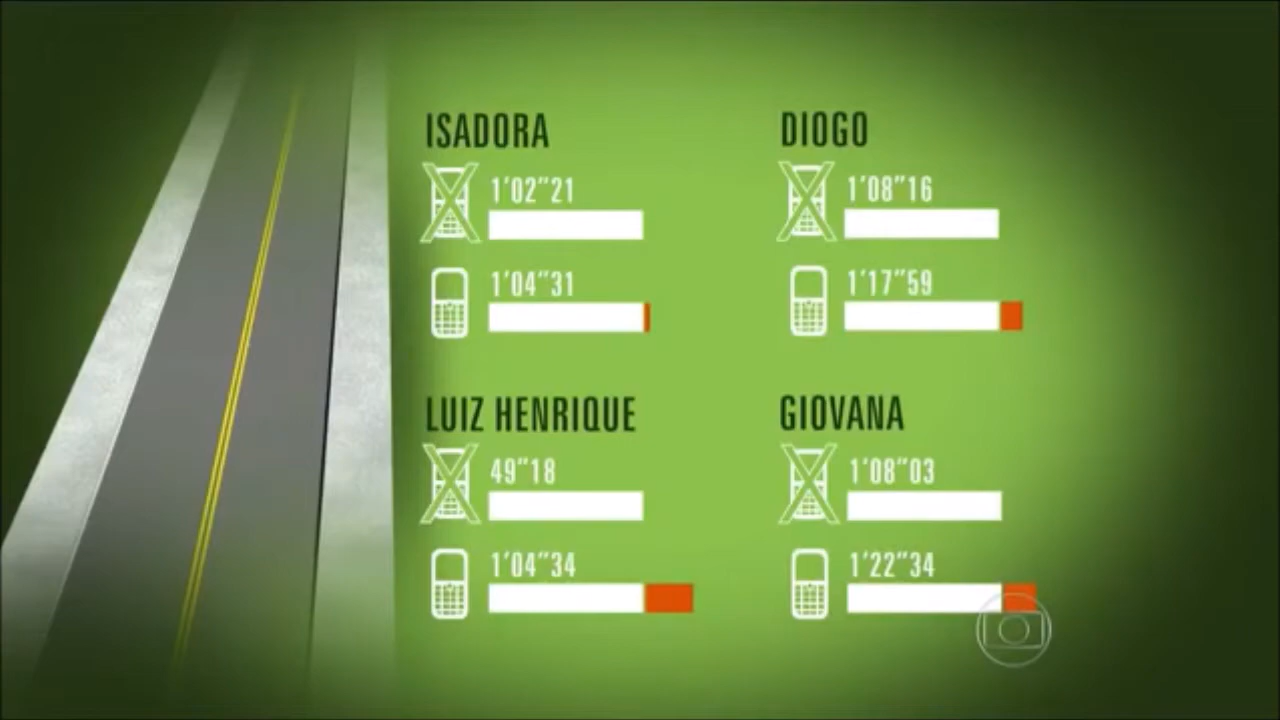 ISADORA
1'02"21
1'04"31
DIOGO
1'08"16
1'17"59
LUIZ HENRIQUE
49"18
1'04"34
GIOVANA
1'08"03
1'22"34